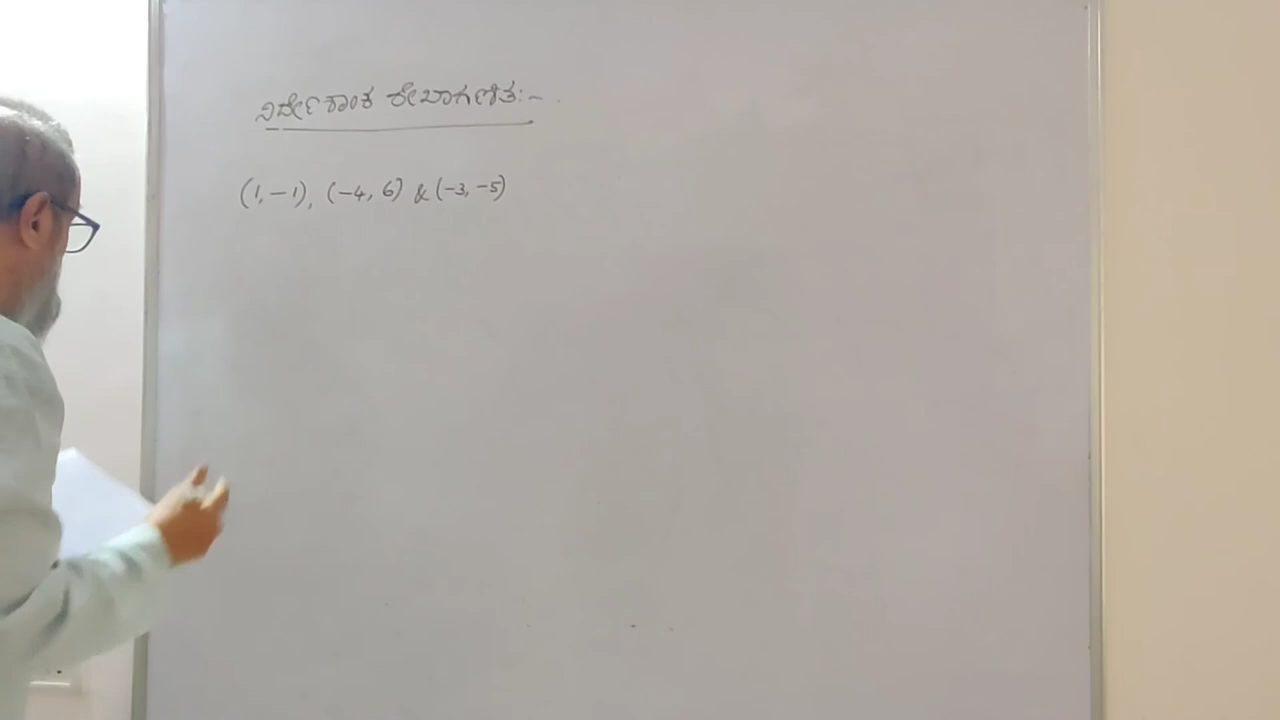 ನಿರ್ದೇಶಾಂಕ ರೇಖಾಗಣಿತ:-
(1, -1), (-4, 6) & (-3, -5)